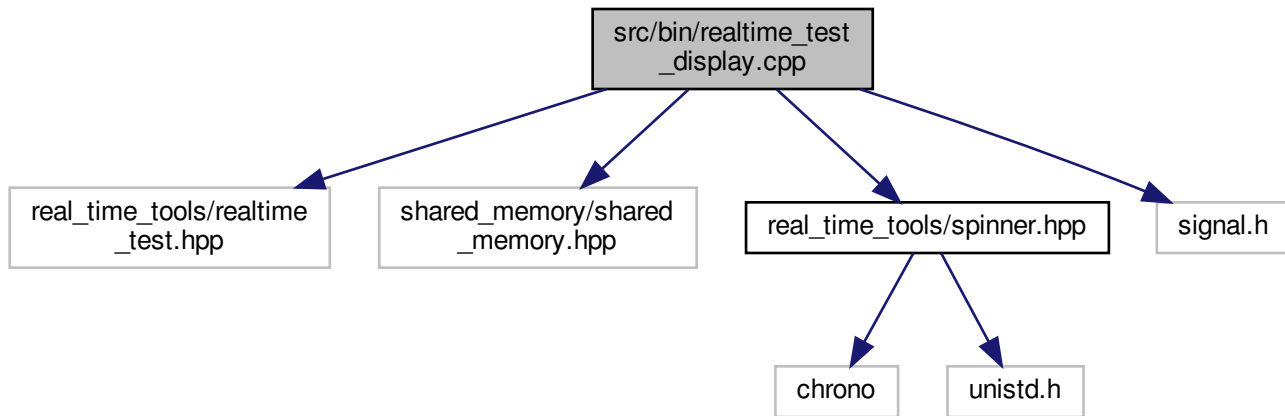 src/bin/realtime_test
_display.cpp
real_time_tools/realtime
_test.hpp
shared_memory/shared
_memory.hpp
real_time_tools/spinner.hpp
signal.h
chrono
unistd.h